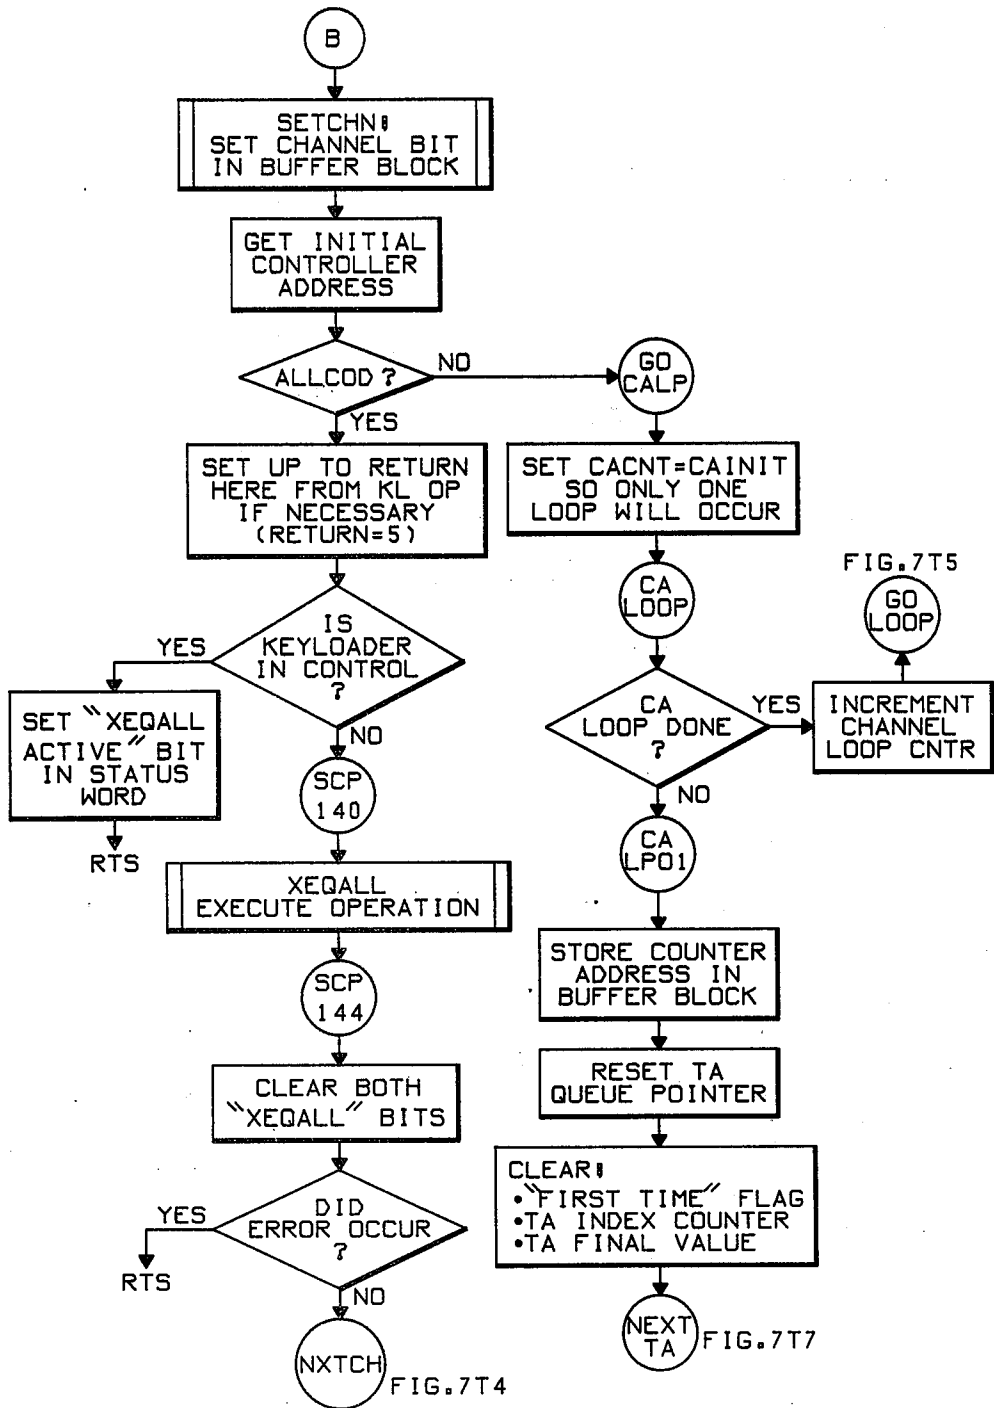 B
SETCHN:
SET CHANNEL BIT
IN BUFFER BLOCK
GET INITIAL
CONTROLLER
ADDRESS
ALLCOD?
NO
YES
GO
CALP
SET UP TO RETURN
HERE FROM KL OP
IF NECESSARY
(RETURN=5)
SET CACNT=CAINIT
SO ONLY ONE
LOOP WILL OCCUR
IS
KEYLOADER
IN CONTROL
?
YES
NO
CA
LOOP
FIG.7T5
GO
LOOP
SET "XEQALL
ACTIVE" BIT
IN STATUS
WORD
RTS
CA
LOOP DONE
?
YES
NO
INCREMENT
CHANNEL
LOOP CNTR
SCP
140
CA
LP01
XEQALL
EXECUTE OPERATION
STORE COUNTER
ADDRESS IN
BUFFER BLOCK
SCP
144
RESET TA
QUEUE POINTER
CLEAR BOTH
"XEQALL" BITS
CLEAR:
•"FIRST TIME" FLAG
•TA INDEX COUNTER
•TA FINAL VALUE
DID
ERROR OCCUR
?
YES
RTS
NO
NXTCH
FIG.7T4
NEXT
TA
FIG.7T7